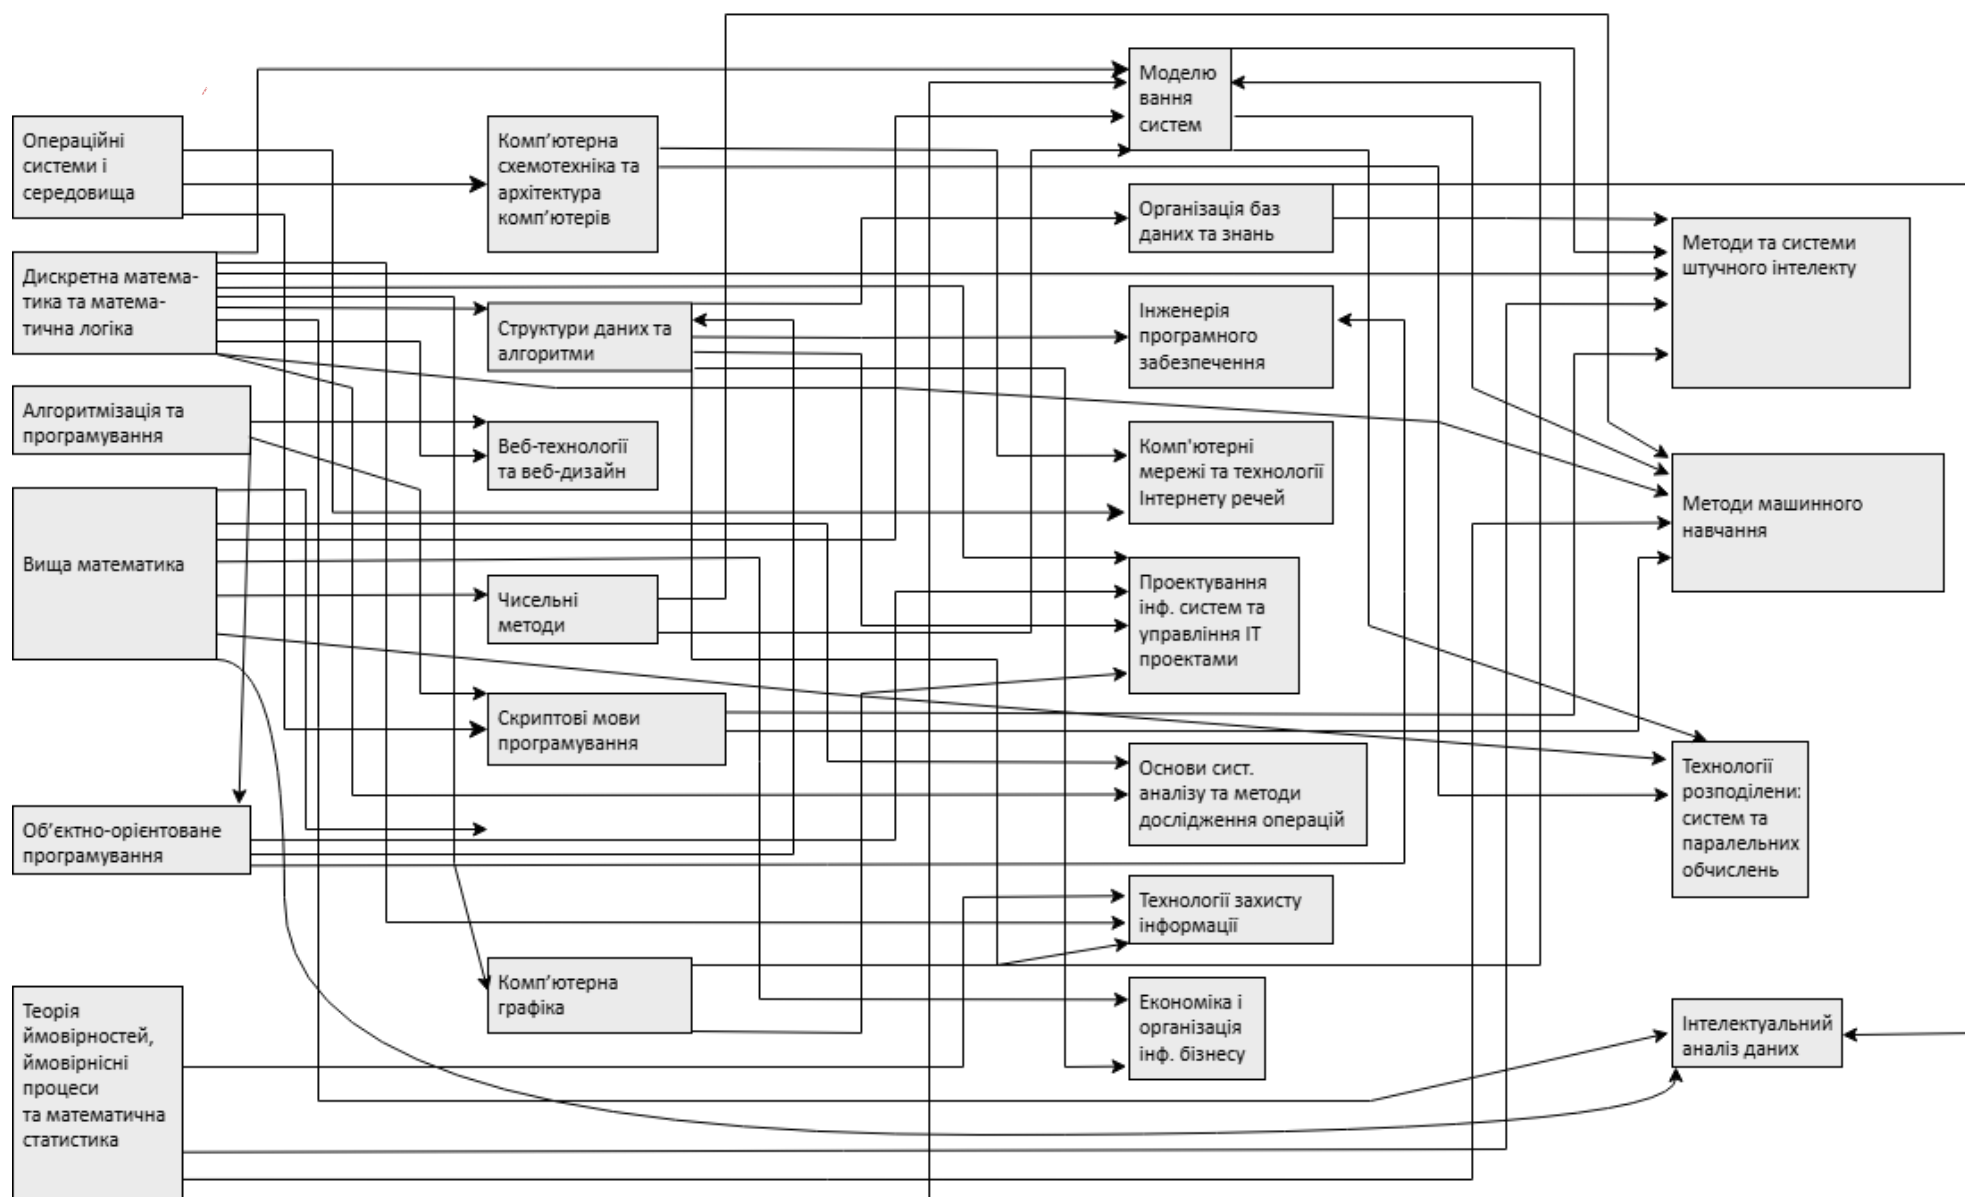 Операційні
системи і
середовища
Дискретна матема-
тика та матема-
тична логіка
Алгоритмізація та
програмування
Вища математика
Об’єктно-орієнтоване
програмування
Теорія
ймовірностей,
ймовірнісні
процеси
та математична
статистика
Комп’ютерна
схемотехніка та
архітектура
комп’ютерів
Структури даних та
алгоритми
Веб-технології
та веб-дизайн
Чисельні
методи
Скриптові мови
програмування
Комп’ютерна
графіка
Моделю
вання
систем
Організація баз
даних та знань
Інженерія
програмного
забезпечення
Комп'ютерні
мережі та технології
Інтернету речей
Проектування
інф. систем та
управління ІТ
проектами
Основи сист.
аналізу та методи
дослідження операцій
Технології захисту
інформації
Економіка і
організація
інф. бізнесу
Методи та системи
штучного інтелекту
Методи машинного
навчання
Технології
розподілени:
систем та
паралельних
обчислень
Інтелектуальний
аналіз даних